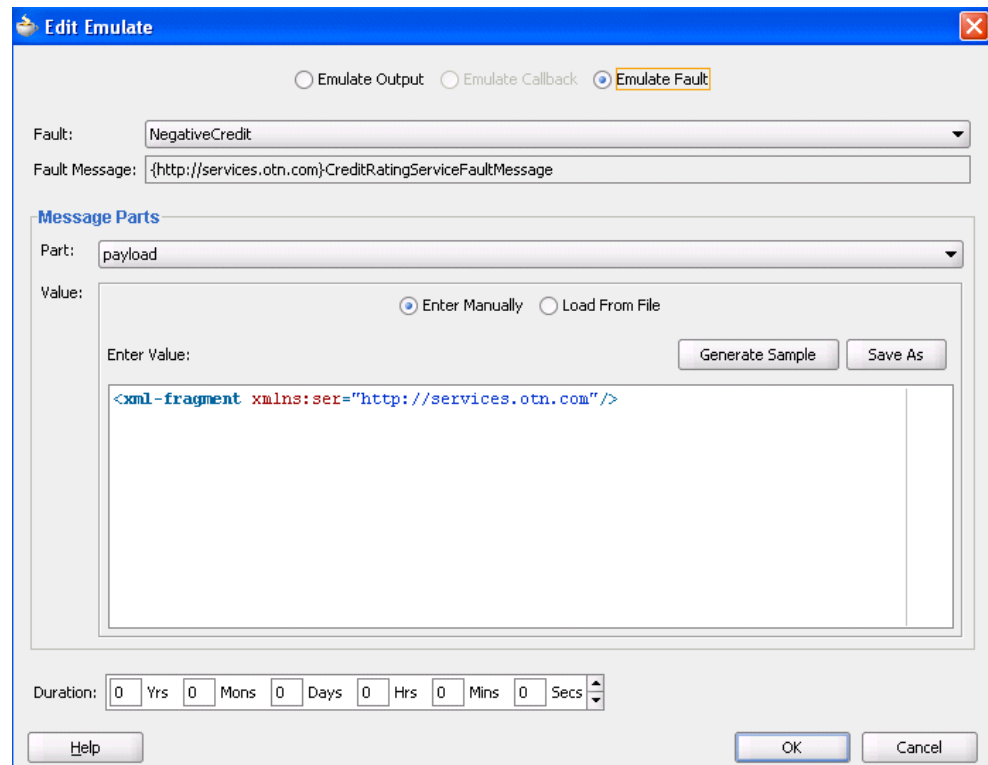 Edit Emulate
Emulate Output Emulate Callback Emulate Fault
Fault: NegativeCredit
Fault Message: {http://services.otn.com}CreditRatingServiceFaultMessage
Message Parts
Part: payload
Value: Enter Manually Load From File
Enter Value: Generate Sample Save As
<xml-fragment xmlns:ser="http://services.otn.com"/>
Duration: 0 Yrs 0 Mons 0 Days 0 Hrs 0 Mins 0 Secs
Help OK Cancel